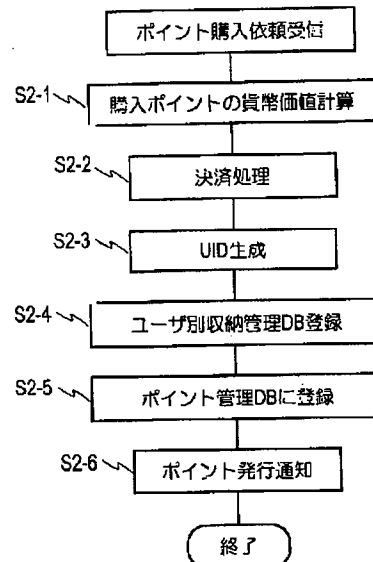 ポイント購入依頼受信
S2-1
購入ポイントの貨幣価値計算
S2-2
決済処理
S2-3
UID生成
S2-4
ユーザ別収納管理DB登録
S2-5
ポイント管理DBに登録
S2-6
ポイント発行通知
終了